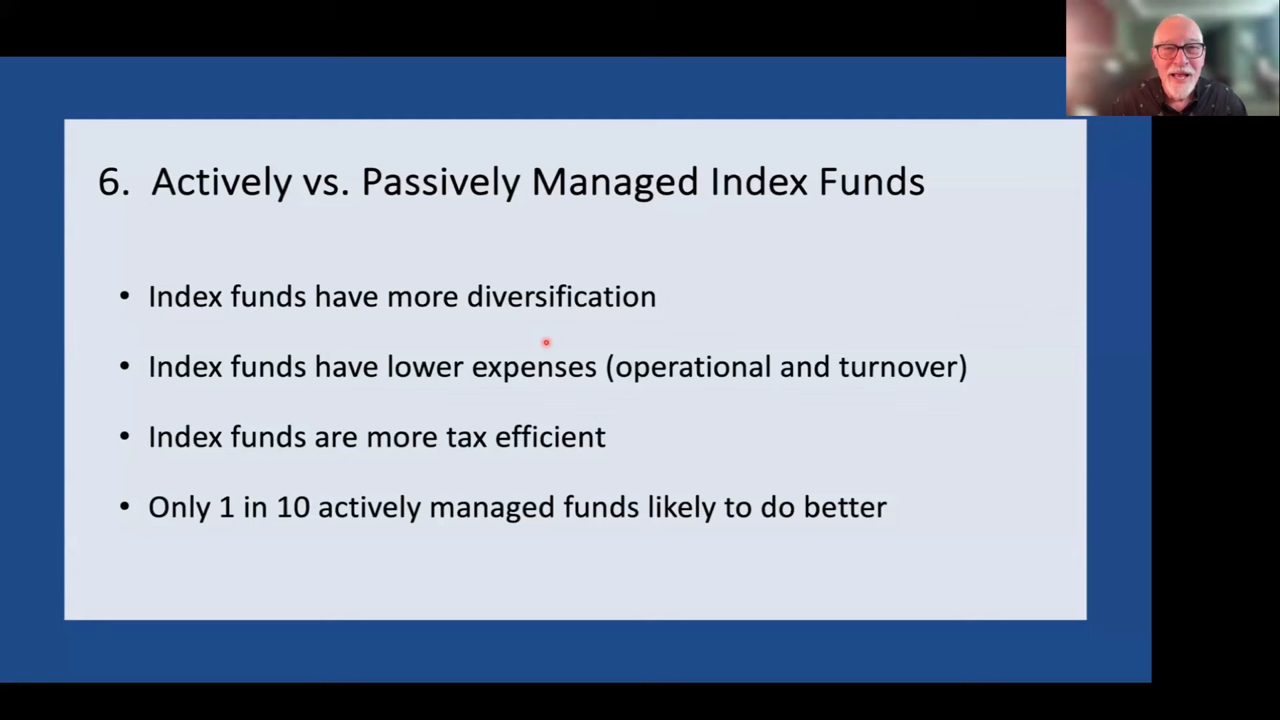 6. Actively vs. Passively Managed Index Funds
• Index funds have more diversification
• Index funds have lower expenses (operational and turnover)
• Index funds are more tax efficient
• Only 1 in 10 actively managed funds likely to do better